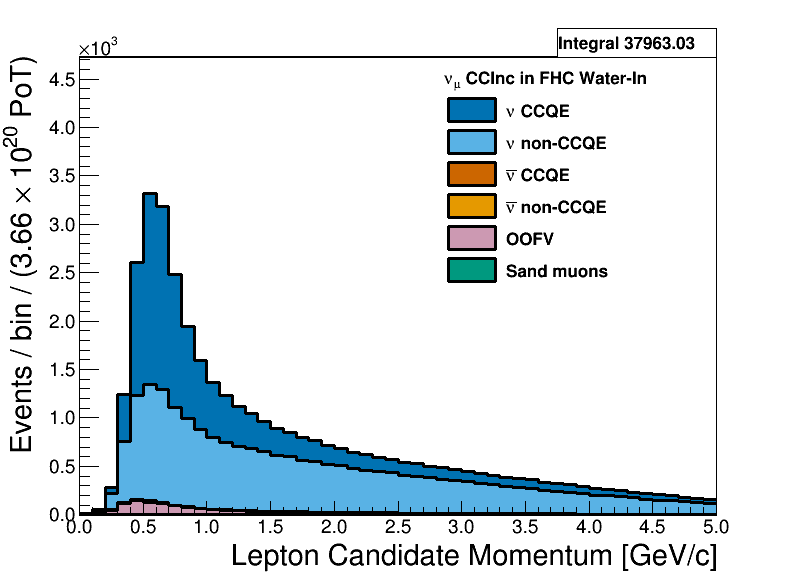 ×10³
Integral 37963.03
ν_μ CCInc in FHC Water-In
ν CCQE
ν non-CCQE
ν̅ CCQE
ν̅ non-CCQE
OOFV
Sand muons
Events / bin / (3.66 × 10²⁰ PoT)
4.5
4.0
3.5
3.0
2.5
2.0
1.5
1.0
0.5
0.0
0.0 0.5 1.0 1.5 2.0 2.5 3.0 3.5 4.0 4.5 5.0
Lepton Candidate Momentum [GeV/c]